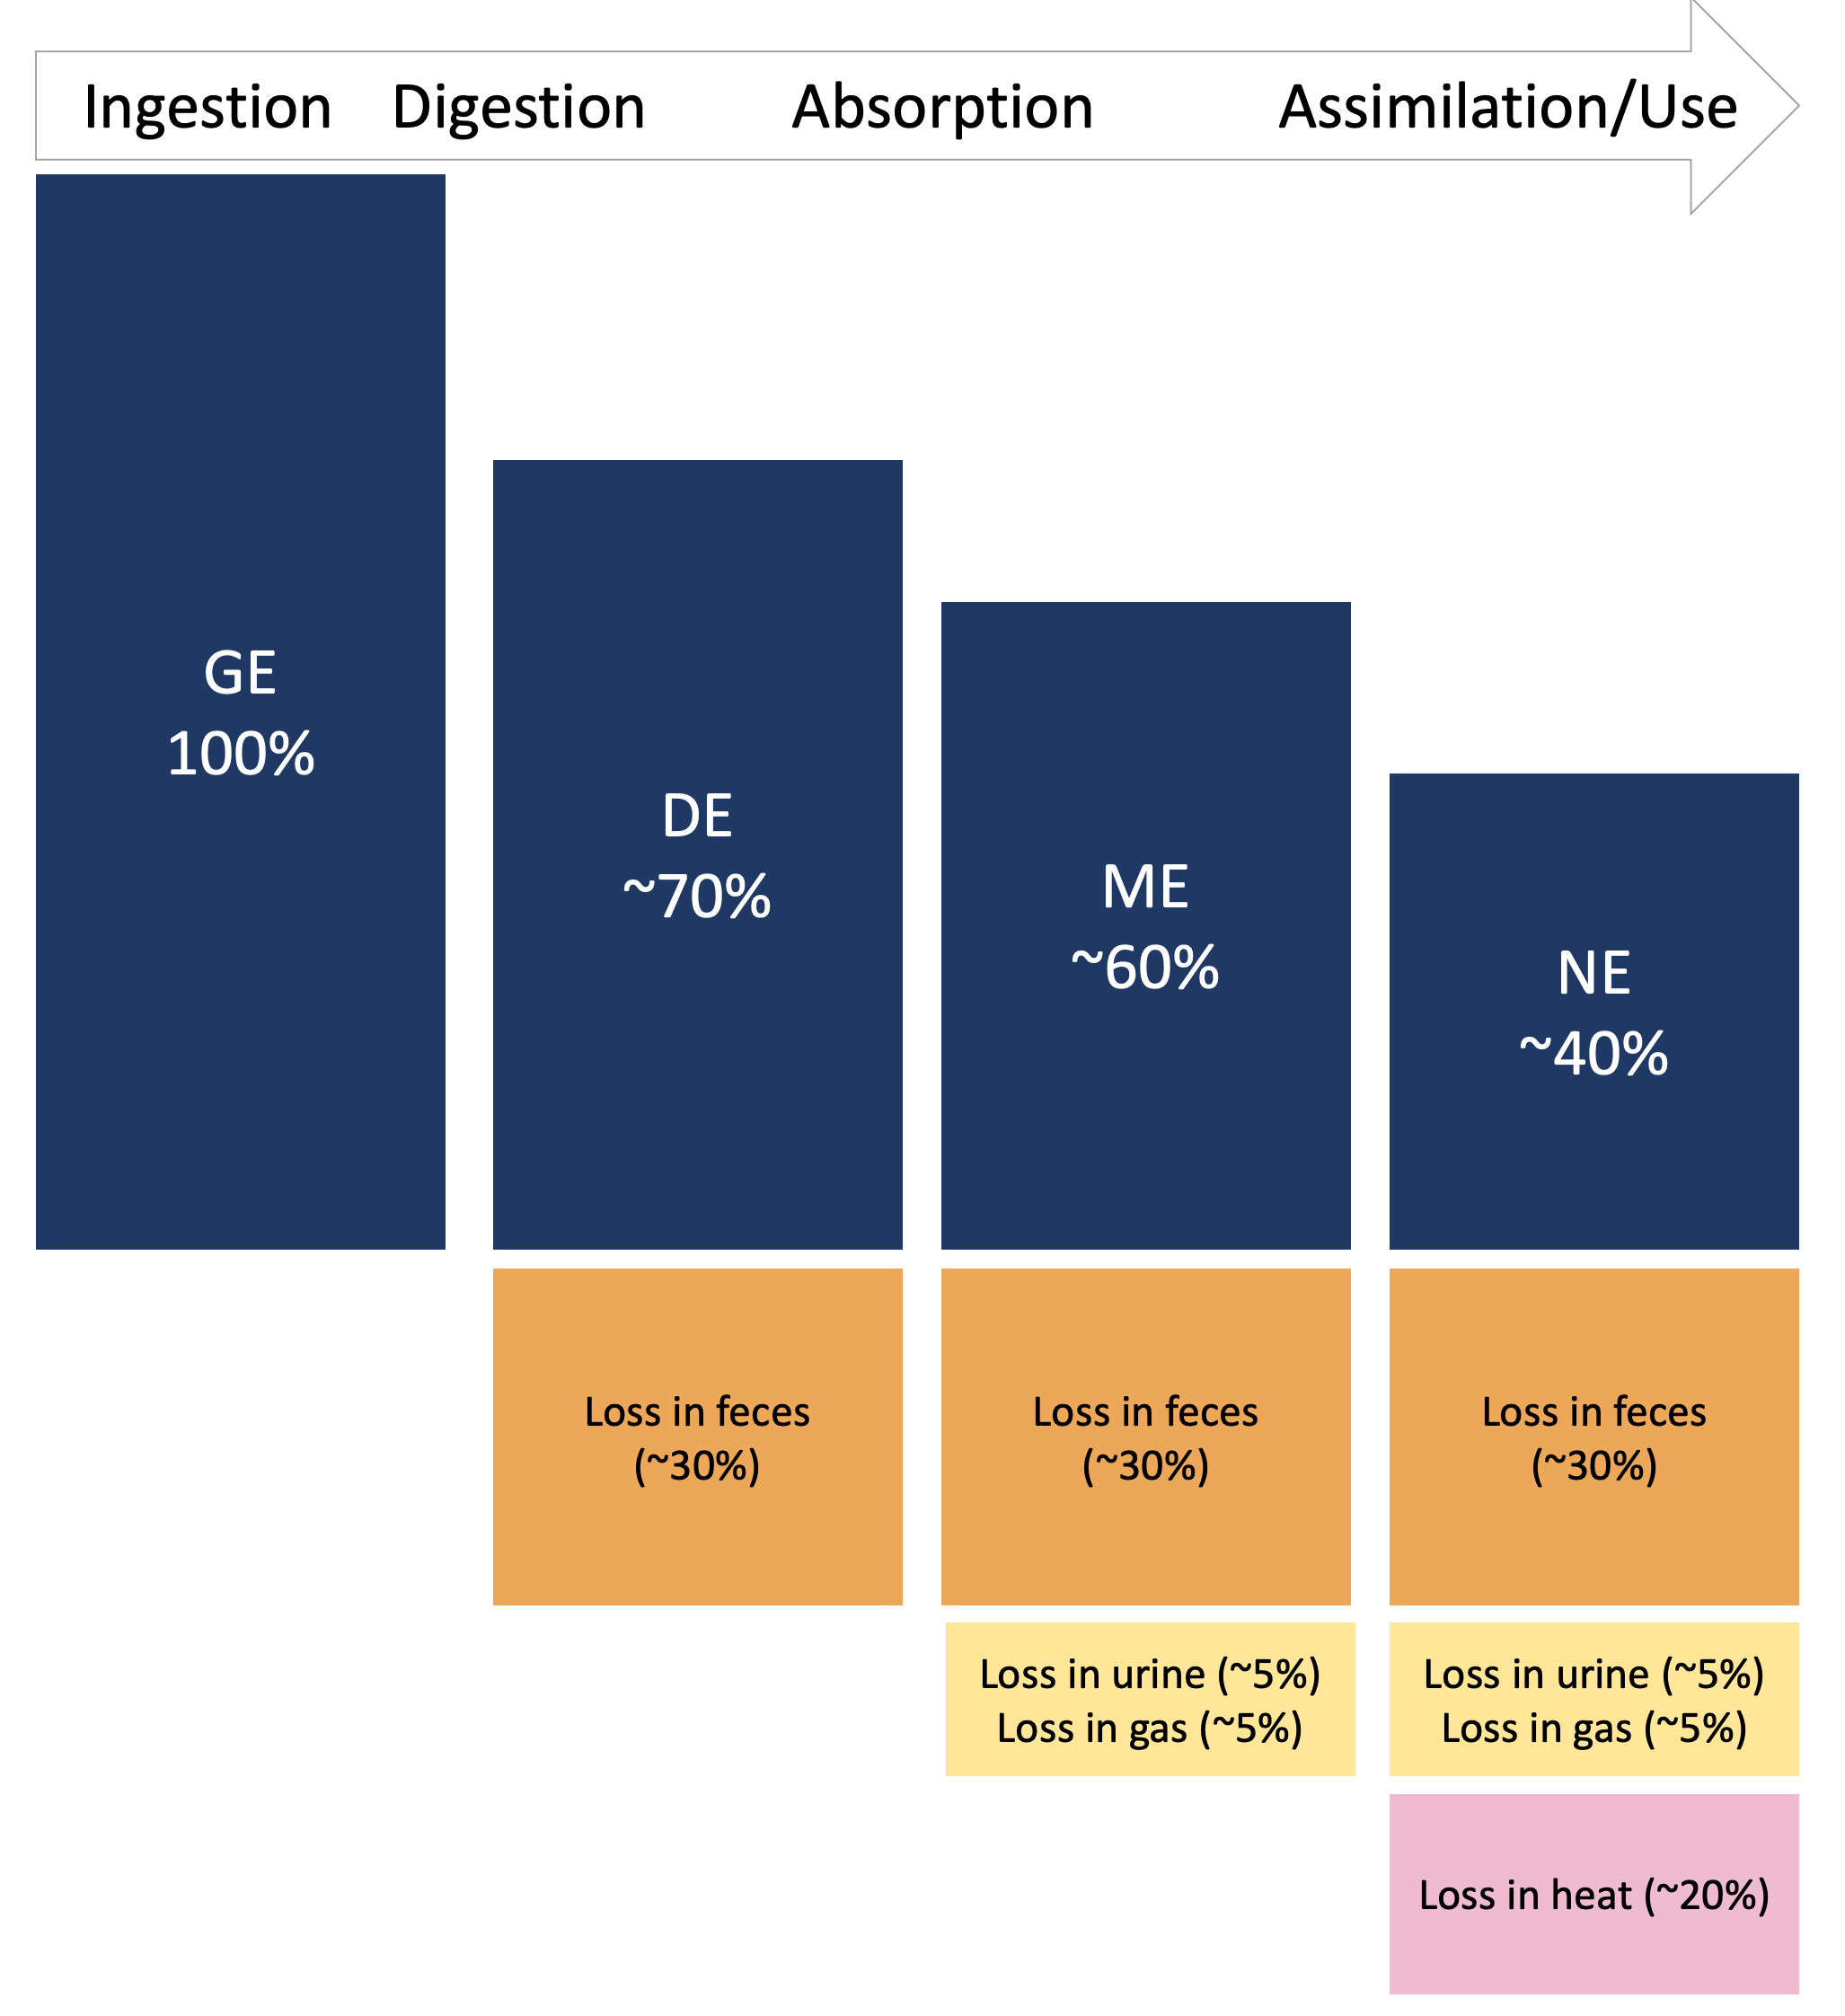 Ingestion Digestion Absorption Assimilation/Use
GE
100%
DE
~70%
ME
~60%
NE
~40%
Loss in feces
(~30%)
Loss in feces
(~30%)
Loss in feces
(~30%)
Loss in urine (~5%)
Loss in gas (~5%)
Loss in urine (~5%)
Loss in gas (~5%)
Loss in heat (~20%)